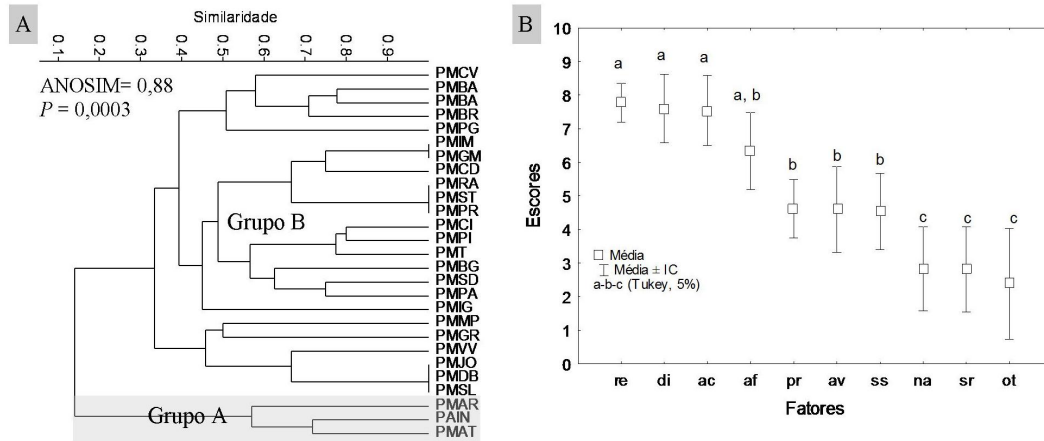 A
Similaridade
0.1 0.2 0.3 0.4 0.5 0.6 0.7 0.8 0.9
ANOSIM= 0,88
P = 0,0003
PMCV
PMBA
PMBA
PMBR
PMPG
PMIM
PMGM
PMCD
PMRA
PMST
PMPR
PMCI
PMPI
PMT
PMBG
PMSD
PMPA
PMIG
PMMP
PMGR
PMVV
PMJO
PMDB
PMSL
PMAR
PAIN
PMAT
Grupo B
Grupo A
B
Escores
10
9
8
7
6
5
4
3
2
1
0
a a a a, b b b b c c c
Média
Média ± IC
a-b-c (Tukey, 5%)
re di ac af pr av ss na sr ot
Fatores